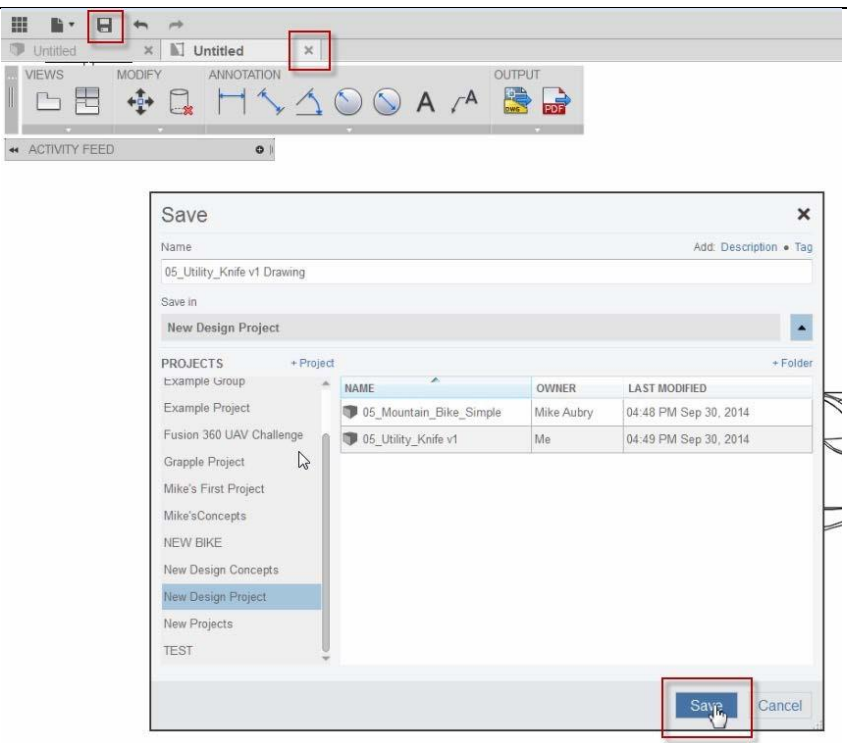 Untitled
Untitled
VIEWS MODIFY ANNOTATION OUTPUT
A A DWG PDF
ACTIVITY FEED
Save
Name Add: Description • Tag
05_Utility_Knife v1 Drawing
Save in
New Design Project
PROJECTS + Project + Folder
Example Group
NAME OWNER LAST MODIFIED
Example Project
05_Mountain_Bike_Simple Mike Aubry 04:48 PM Sep 30, 2014
Fusion 360 UAV Challenge
05_Utility_Knife v1 Me 04:49 PM Sep 30, 2014
Grapple Project
Mike's First Project
Mike'sConcepts
NEW BIKE
New Design Concepts
New Design Project
New Projects
TEST
Save Cancel